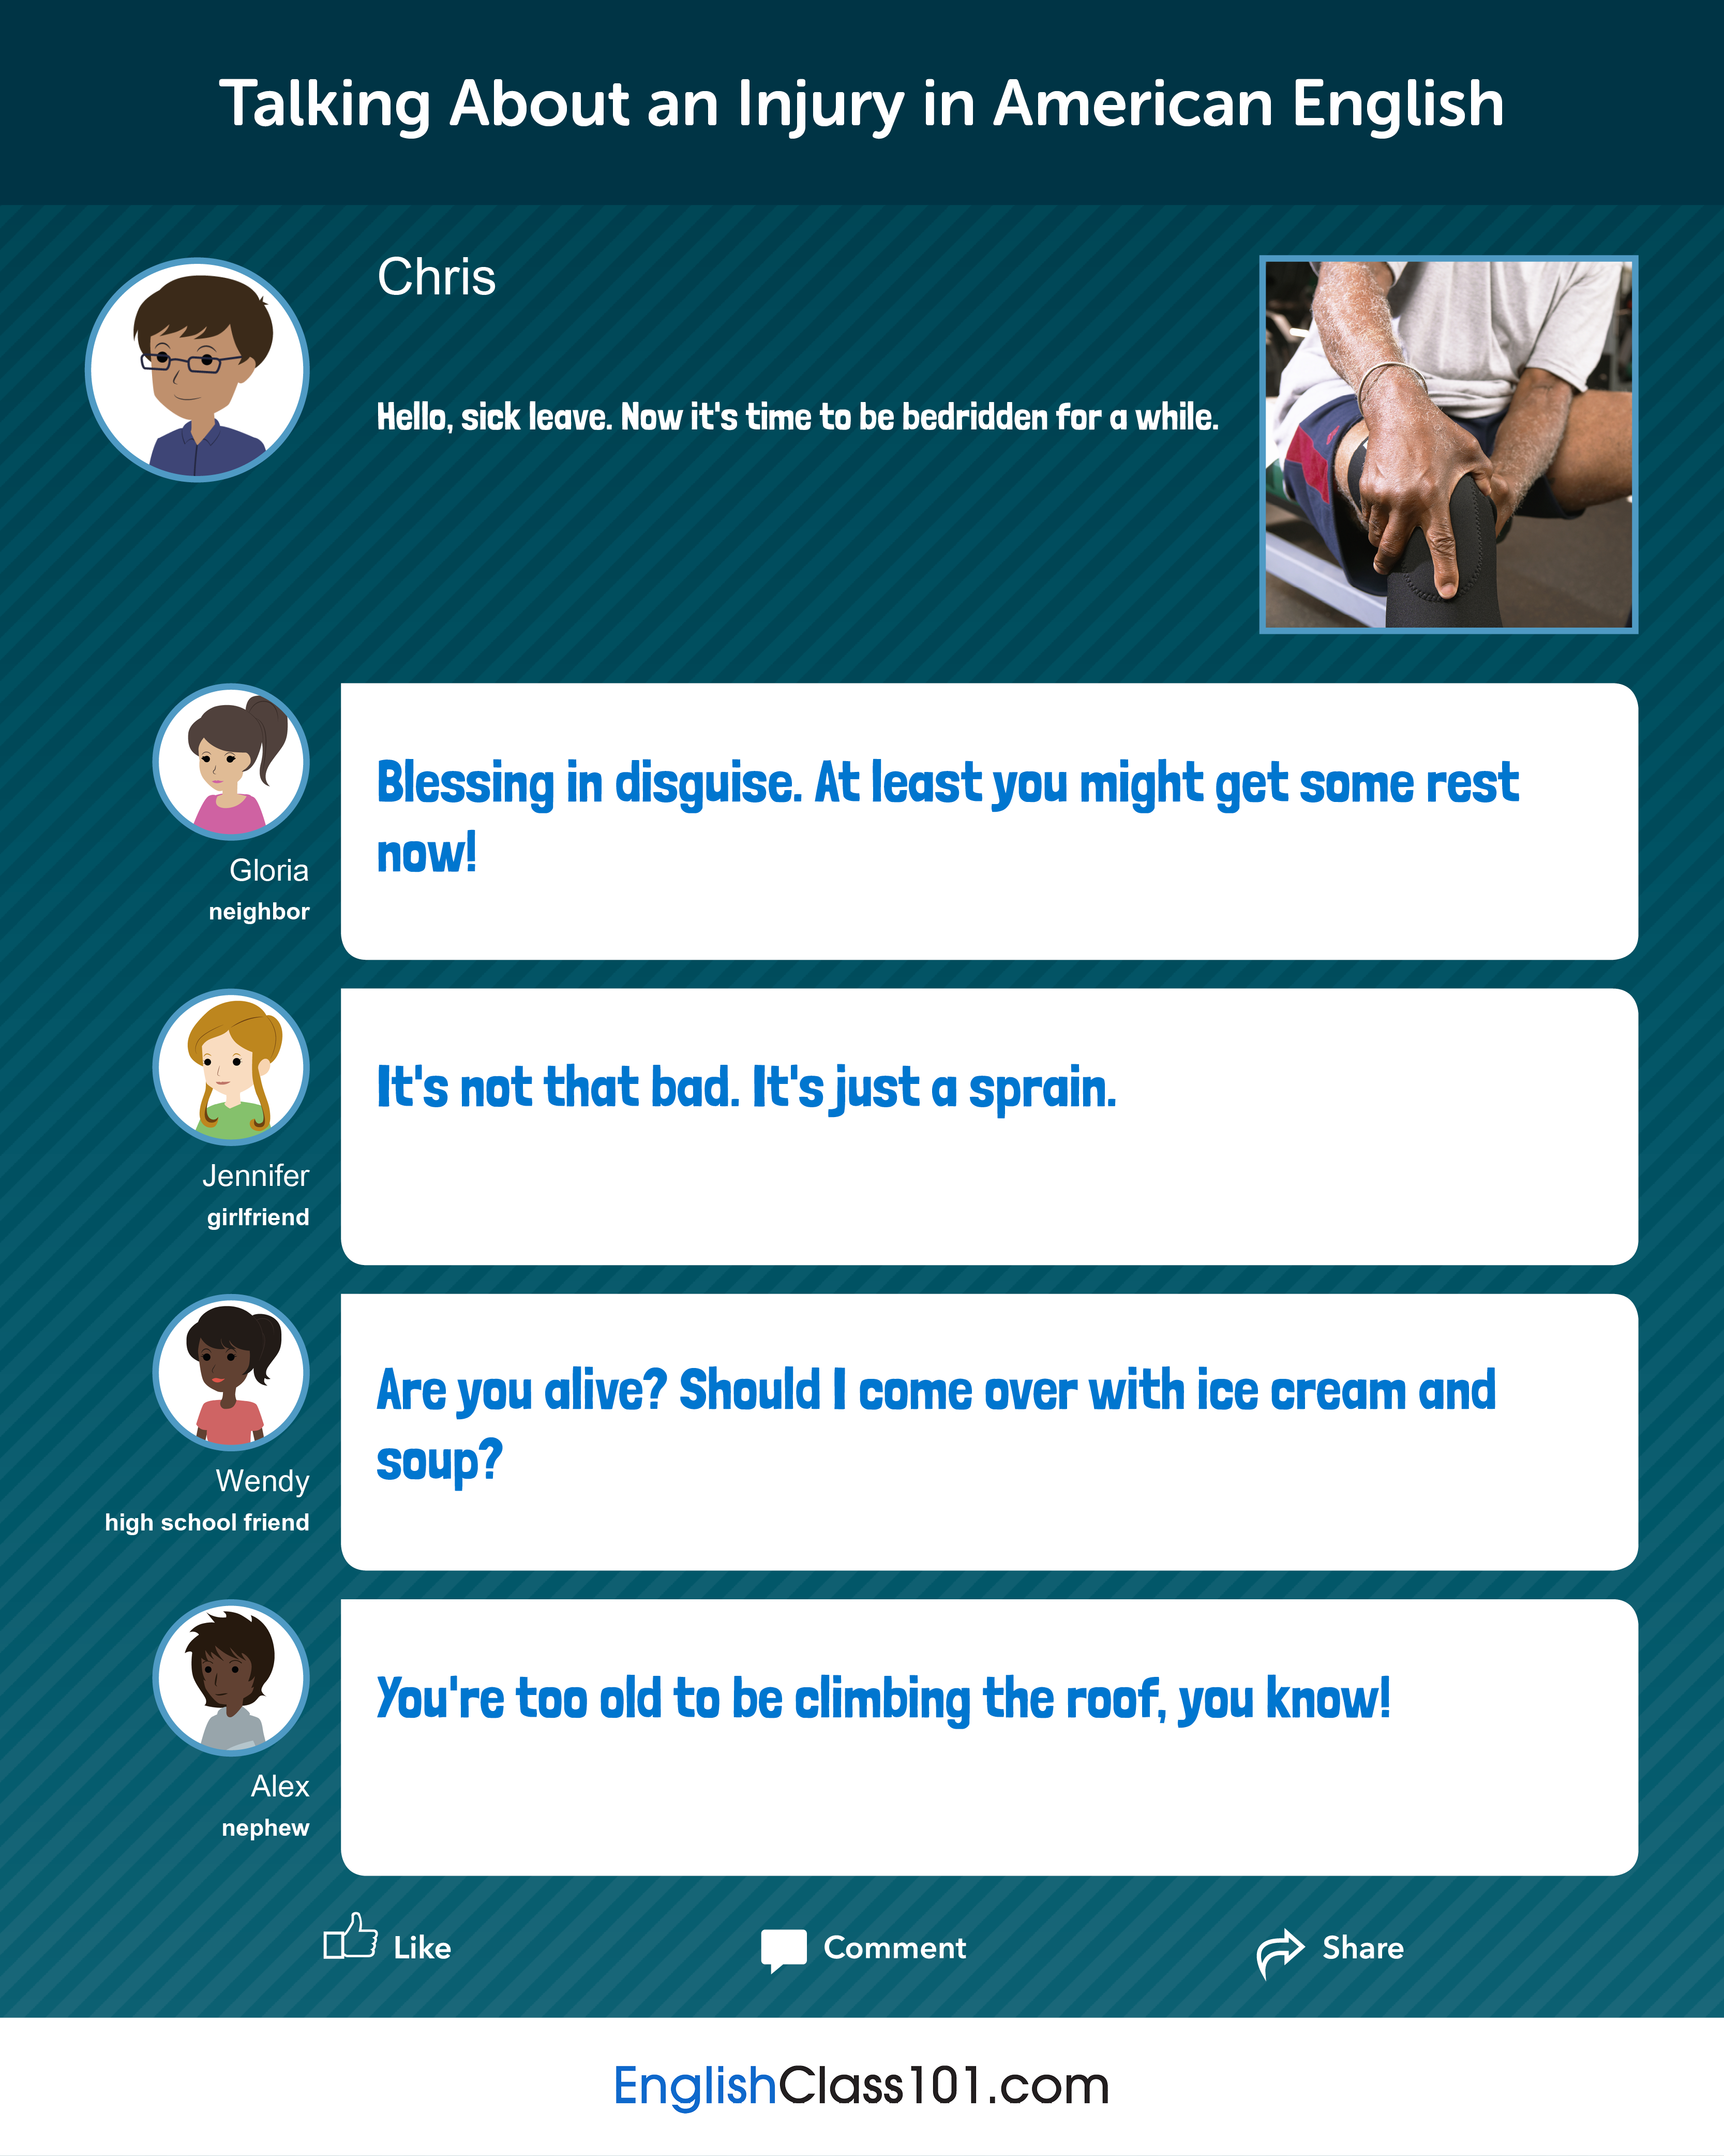 Talking About an Injury in American English
Chris
Hello, sick leave. Now it's time to be bedridden for a while.
Blessing in disguise. At least you might get some rest
now!
Gloria
neighbor
It's not that bad. It's just a sprain.
Jennifer
girlfriend
Are you alive? Should I come over with ice cream and
soup?
Wendy
high school friend
You're too old to be climbing the roof, you know!
Alex
nephew
Like
Comment
Share
EnglishClass101.com